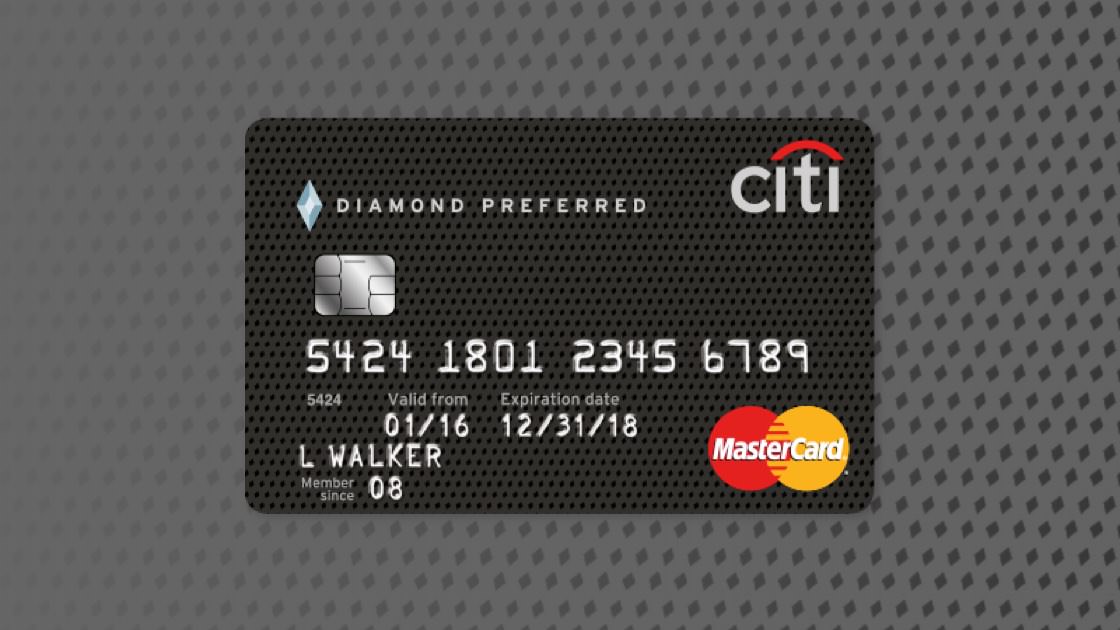 citi
DIAMOND PREFERRED
5424 1801 2345 6789
5424 Valid from Expiration date
01/16 12/31/18
L WALKER
Member since 08
MasterCard